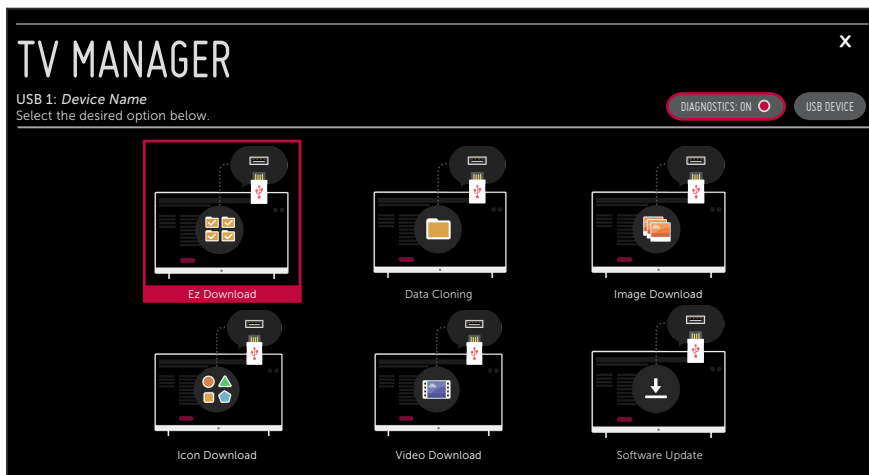 X
TV MANAGER
USB 1: Device Name
Select the desired option below.
DIAGNOSTICS: ON
USB DEVICE
Ez Download
Data Cloning
Image Download
Icon Download
Video Download
Software Update